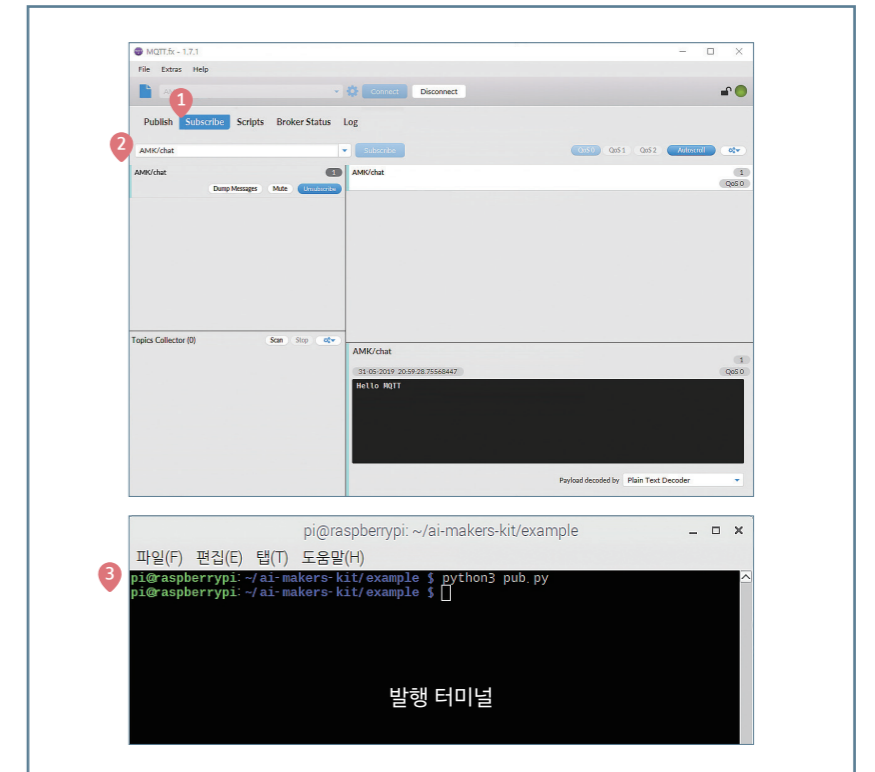 MQTT.fx - 1.7.1
File Extras Help
Connect Disconnect
1
Publish Subscribe Scripts Broker Status Log
2
AMK/chat Subscribe QoS 0 QoS 1 QoS 2 Autoscroll
AMK/chat 1
Dump Messages Mute Unsubscribe
AMK/chat 1
QoS 0
Topics Collector (0) Scan Stop
AMK/chat
1
31-05-2019 20:59:28.75568447 QoS 0
Hello MQTT
Payload decoded by Plain Text Decoder
pi@raspberrypi: ~/ai-makers-kit/example
파일(F) 편집(E) 탭(T) 도움말(H)
3
pi@raspberrypi:~/ai-makers-kit/example $ python3 pub.py
pi@raspberrypi:~/ai-makers-kit/example $
발행 터미널